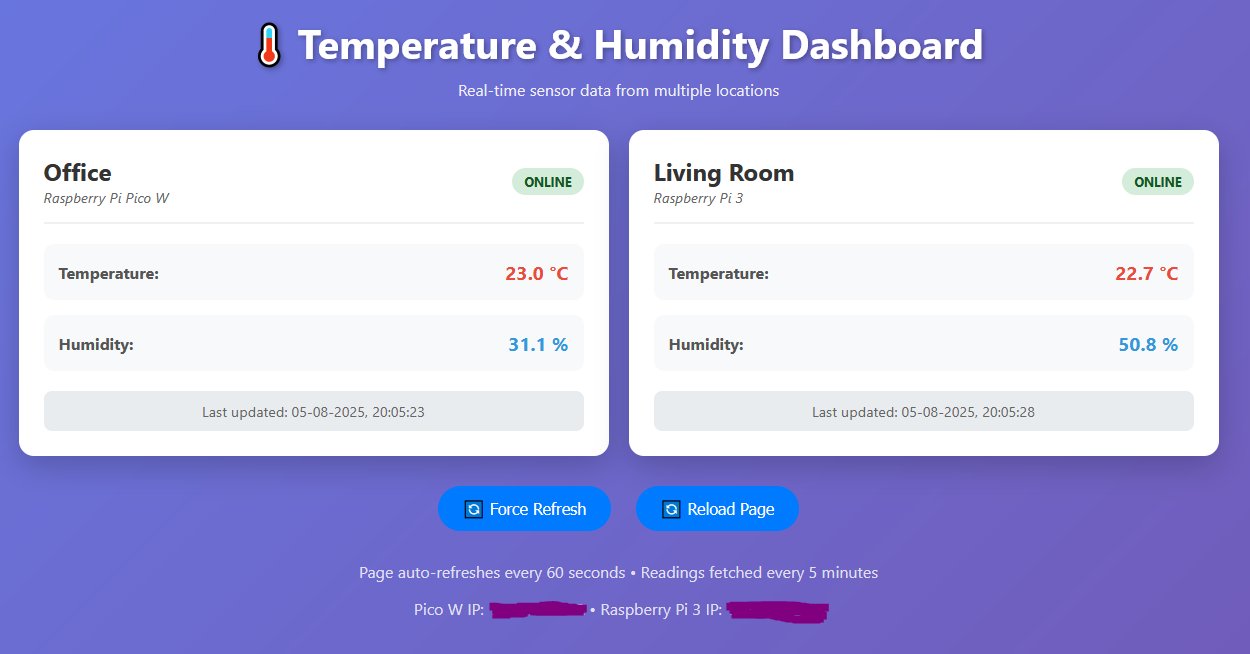 Temperature & Humidity Dashboard
Real-time sensor data from multiple locations
Office
Raspberry Pi Pico W
ONLINE
Temperature: 23.0 °C
Humidity: 31.1 %
Last updated: 05-08-2025, 20:05:23
Living Room
Raspberry Pi 3
ONLINE
Temperature: 22.7 °C
Humidity: 50.8 %
Last updated: 05-08-2025, 20:05:28
Force Refresh
Reload Page
Page auto-refreshes every 60 seconds • Readings fetched every 5 minutes
Pico W IP: • Raspberry Pi 3 IP: